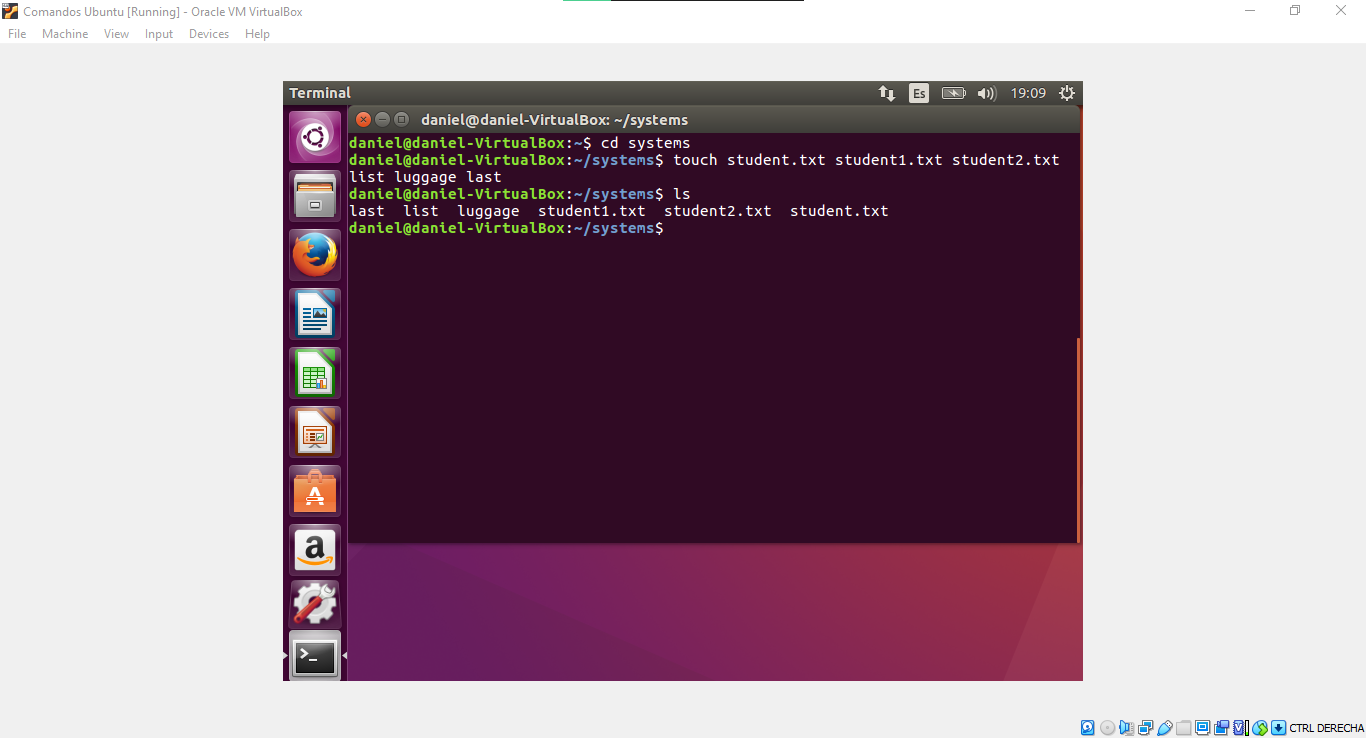 Comandos Ubuntu [Running] - Oracle VM VirtualBox
File Machine View Input Devices Help
Terminal Es 19:09
daniel@daniel-VirtualBox: ~/systems
daniel@daniel-VirtualBox:~$ cd systems
daniel@daniel-VirtualBox:~/systems$ touch student.txt student1.txt student2.txt
list luggage last
daniel@daniel-VirtualBox:~/systems$ ls
last  list  luggage  student1.txt  student2.txt  student.txt
daniel@daniel-VirtualBox:~/systems$
CTRL DERECHA